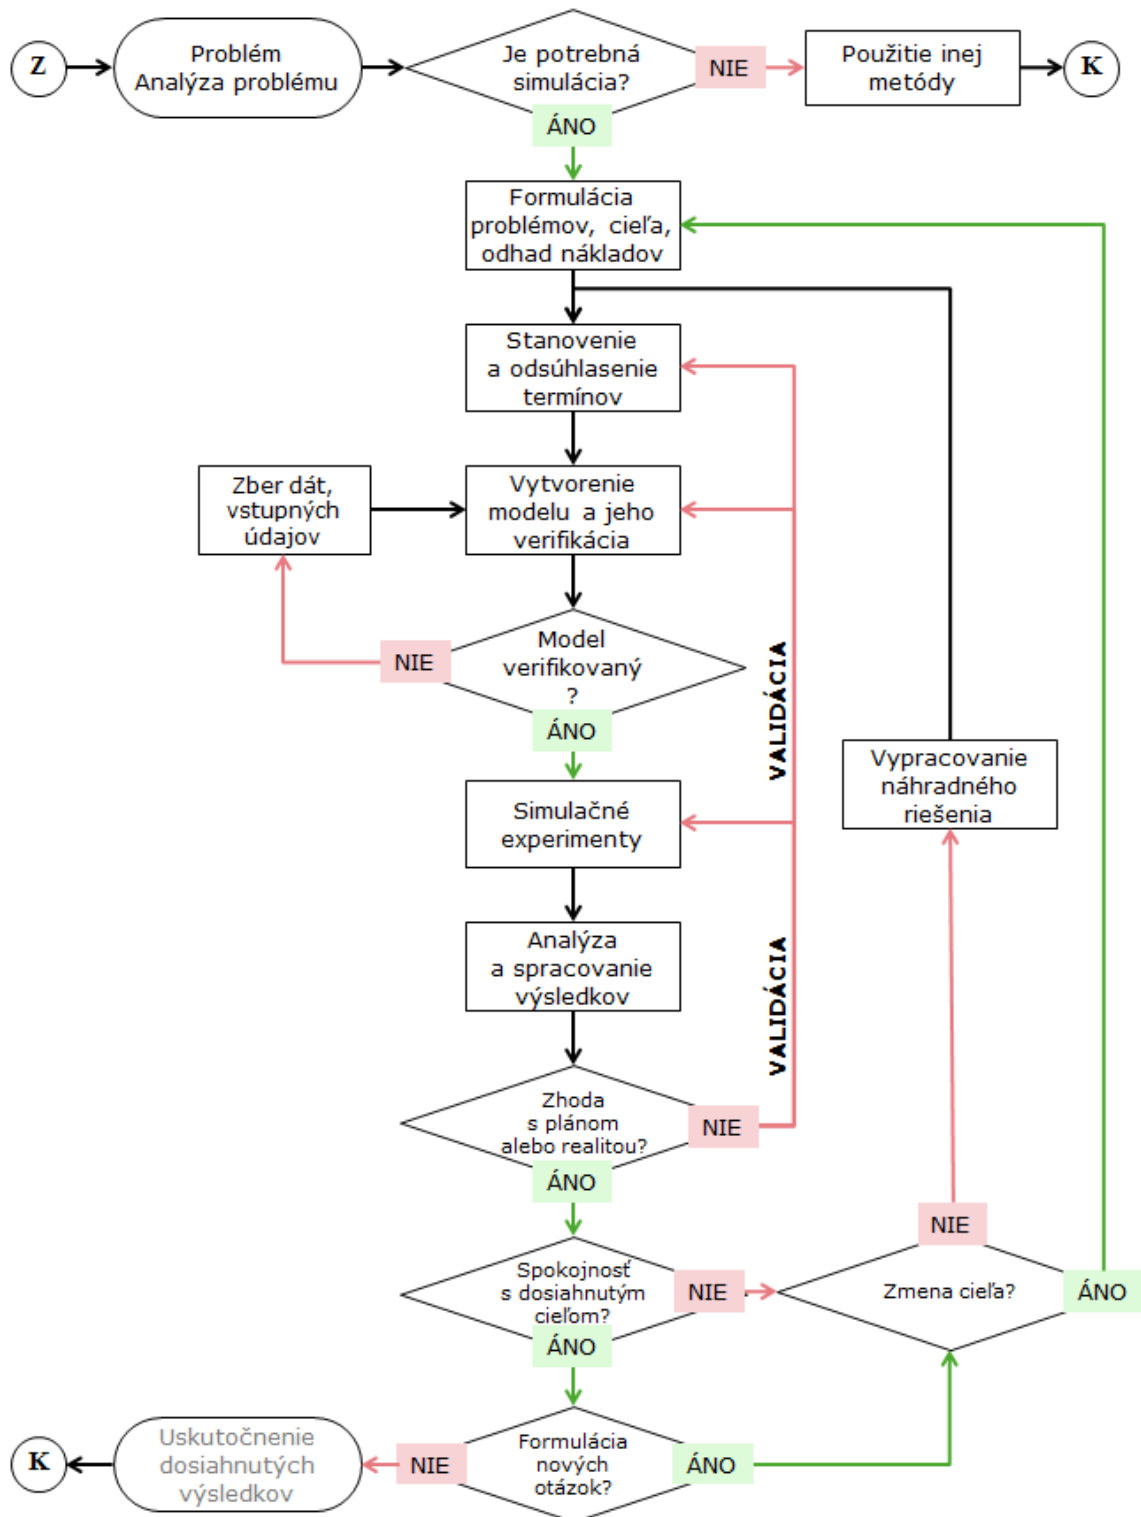 Z
Problém
Analýza problému
Je potrebná
simulácia?
NIE
Použitie inej
metódy
K
ÁNO
Formulácia
problémov, cieľa,
odhad nákladov
Stanovenie
a odsúhlasenie
termínov
Zber dát,
vstupných
údajov
Vytvorenie
modelu a jeho
verifikácia
NIE
Model
verifikovaný
?
ÁNO
VALIDÁCIA
Vypracovanie
náhradného
riešenia
Simulačné
experimenty
Analýza
a spracovanie
výsledkov
VALIDÁCIA
Zhoda
s plánom
alebo realitou?
NIE
ÁNO
NIE
Spokojnosť
s dosiahnutým
cieľom?
NIE
Zmena cieľa?
ÁNO
ÁNO
K
Uskutočnenie
dosiahnutých
výsledkov
NIE
Formulácia
nových
otázok?
ÁNO